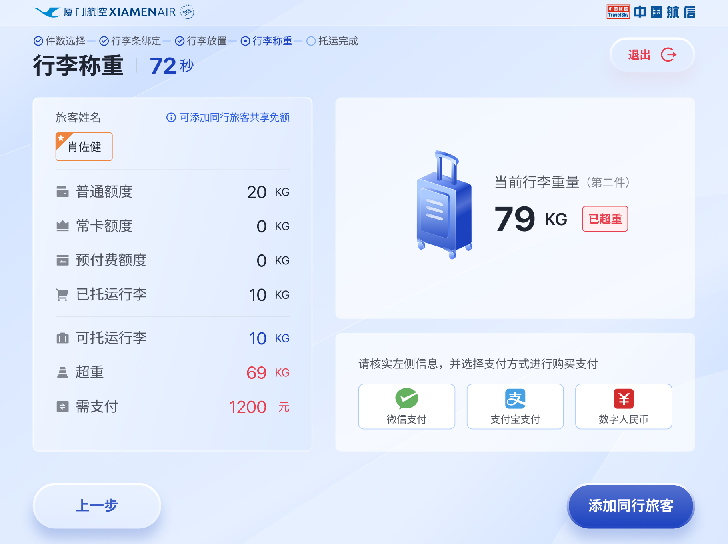 厦门航空 XIAMENAIR
中国航信 TravelSky 中国航信
件数选择 行李条绑定 行李放置 行李称重 托运完成
行李称重 72 秒
退出
旅客姓名 可添加同行旅客共享免额
肖佐健
普通额度 20 KG
常卡额度 0 KG
预付费额度 0 KG
已托运行李 10 KG
可托运行李 10 KG
超重 69 KG
需支付 1200 元
当前行李重量（第二件）
79 KG 已超重
请核实左侧信息，并选择支付方式进行购买支付
微信支付 支付宝支付 数字人民币
上一步
添加同行旅客